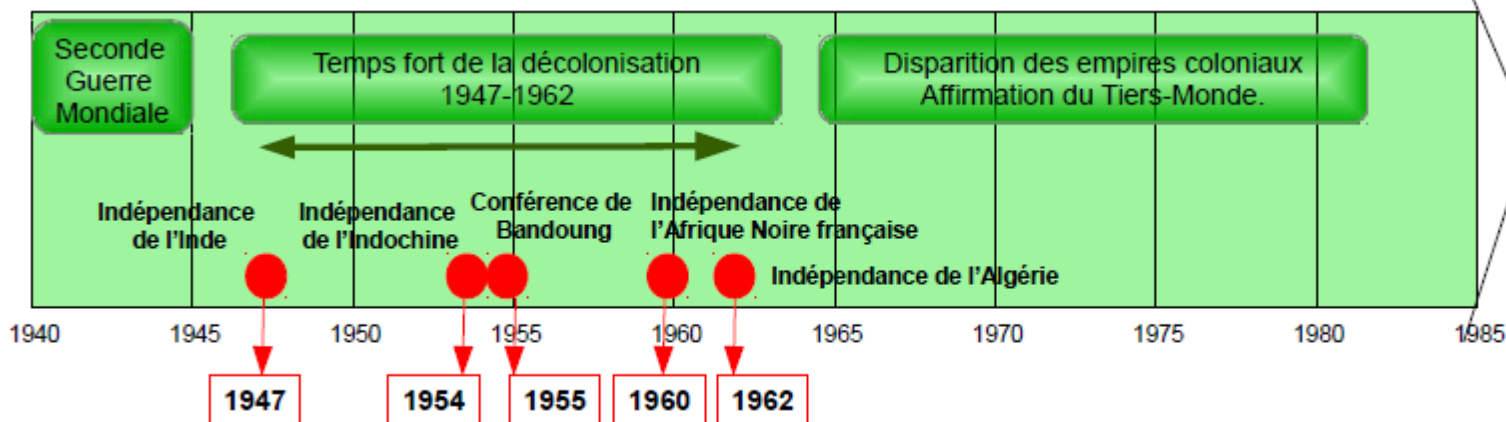 Seconde
Guerre
Mondiale
Temps fort de la décolonisation
1947-1962
Disparition des empires coloniaux
Affirmation du Tiers-Monde.
Indépendance
de l'Inde
Indépendance
de l'Indochine
Conférence de
Bandoung
Indépendance de
l'Afrique Noire française
Indépendance de l'Algérie
1940 1945 1950 1955 1960 1965 1970 1975 1980 1985
1947 1954 1955 1960 1962